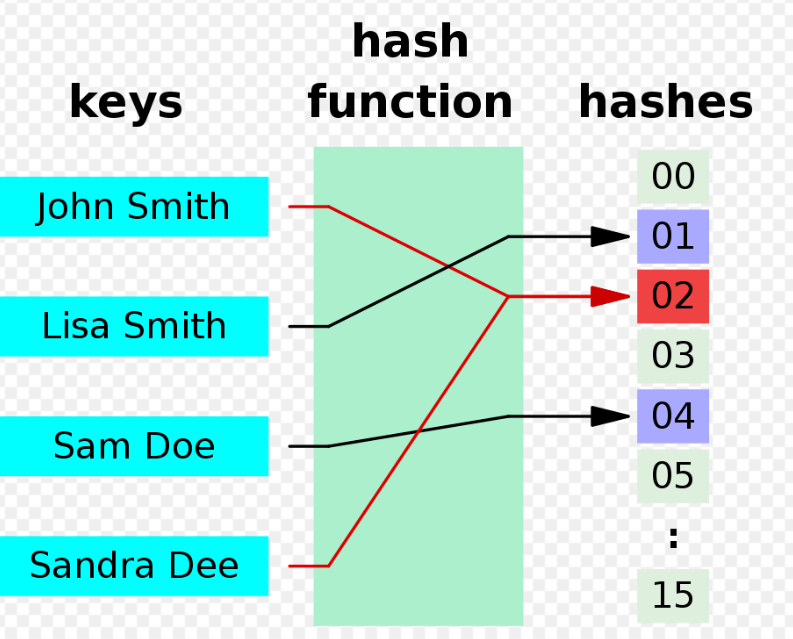 hash
function
keys
hashes
John Smith
Lisa Smith
Sam Doe
Sandra Dee
00
01
02
03
04
05
:
15